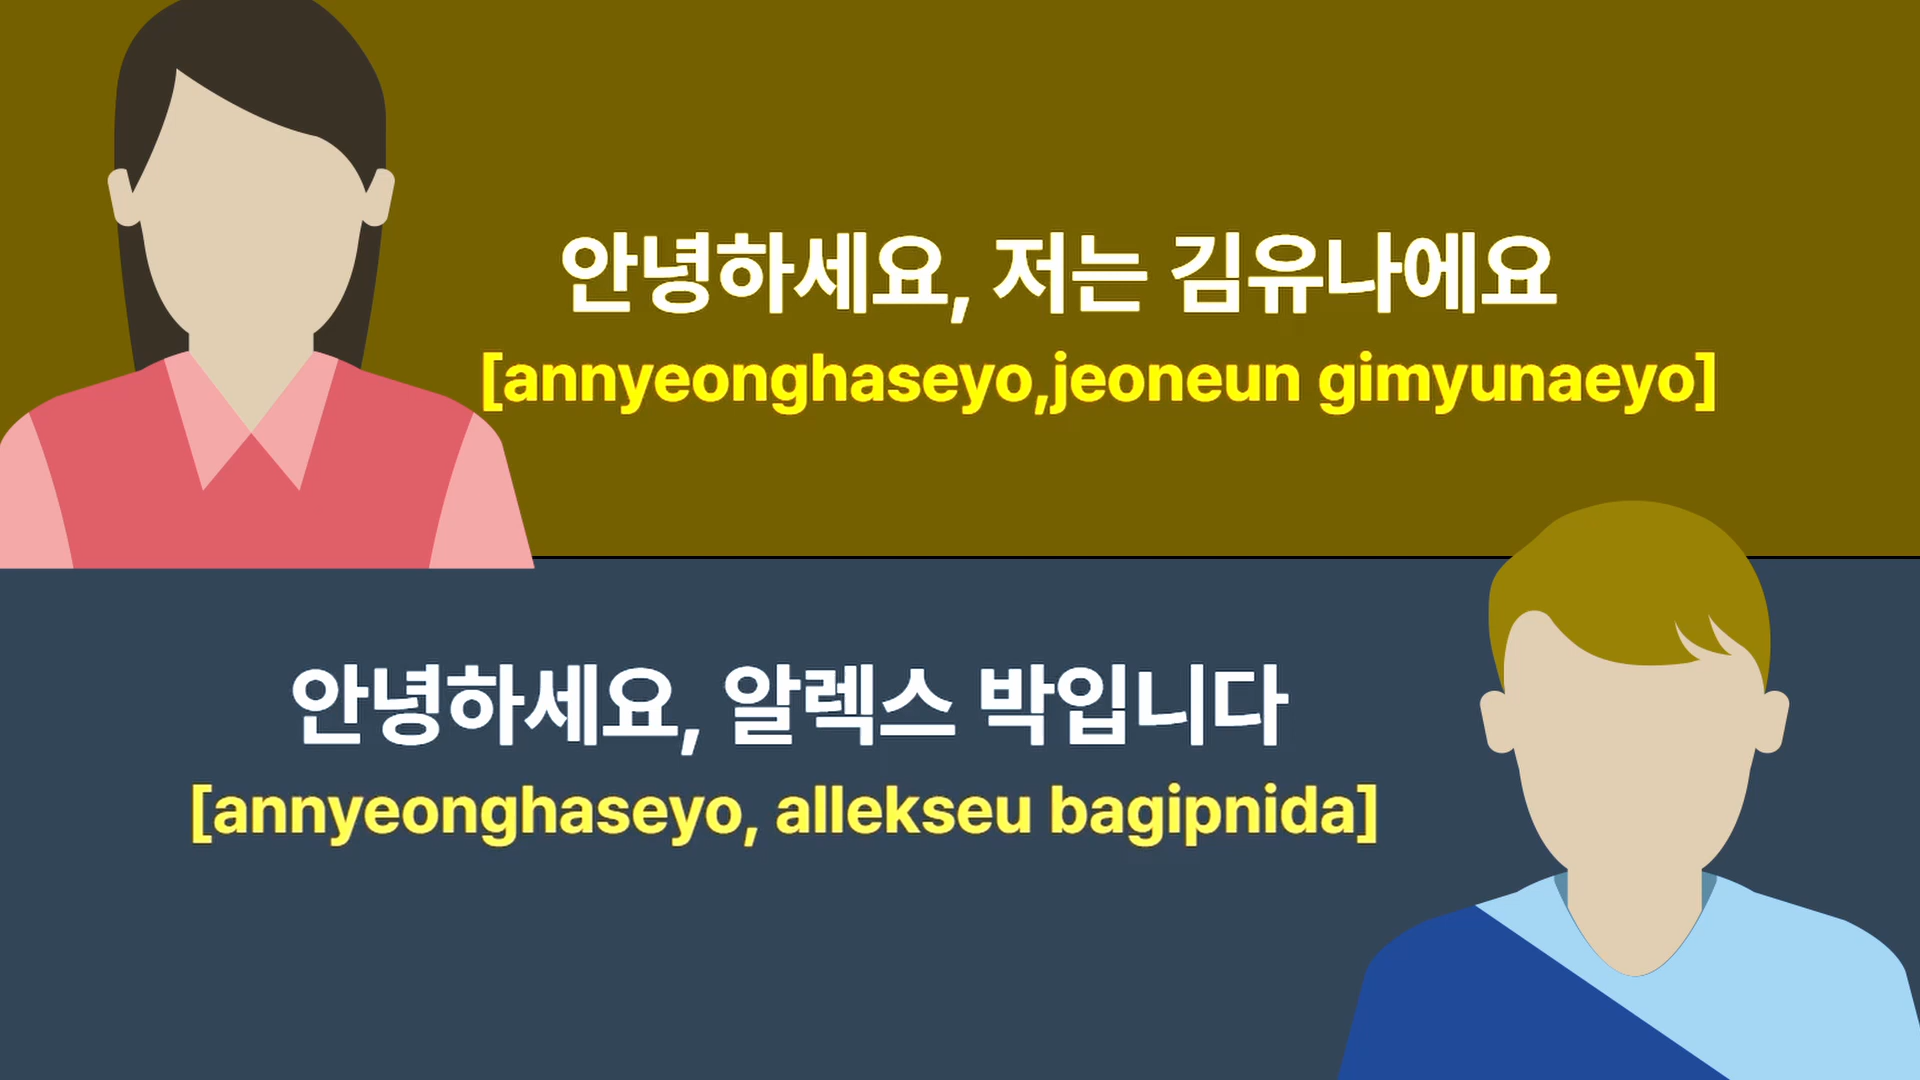 안녕하세요, 저는 김유나에요
[annyeonghaseyo,jeoneun gimyunaeyo]
안녕하세요, 알렉스 박입니다
[annyeonghaseyo, allekseu bagipnida]